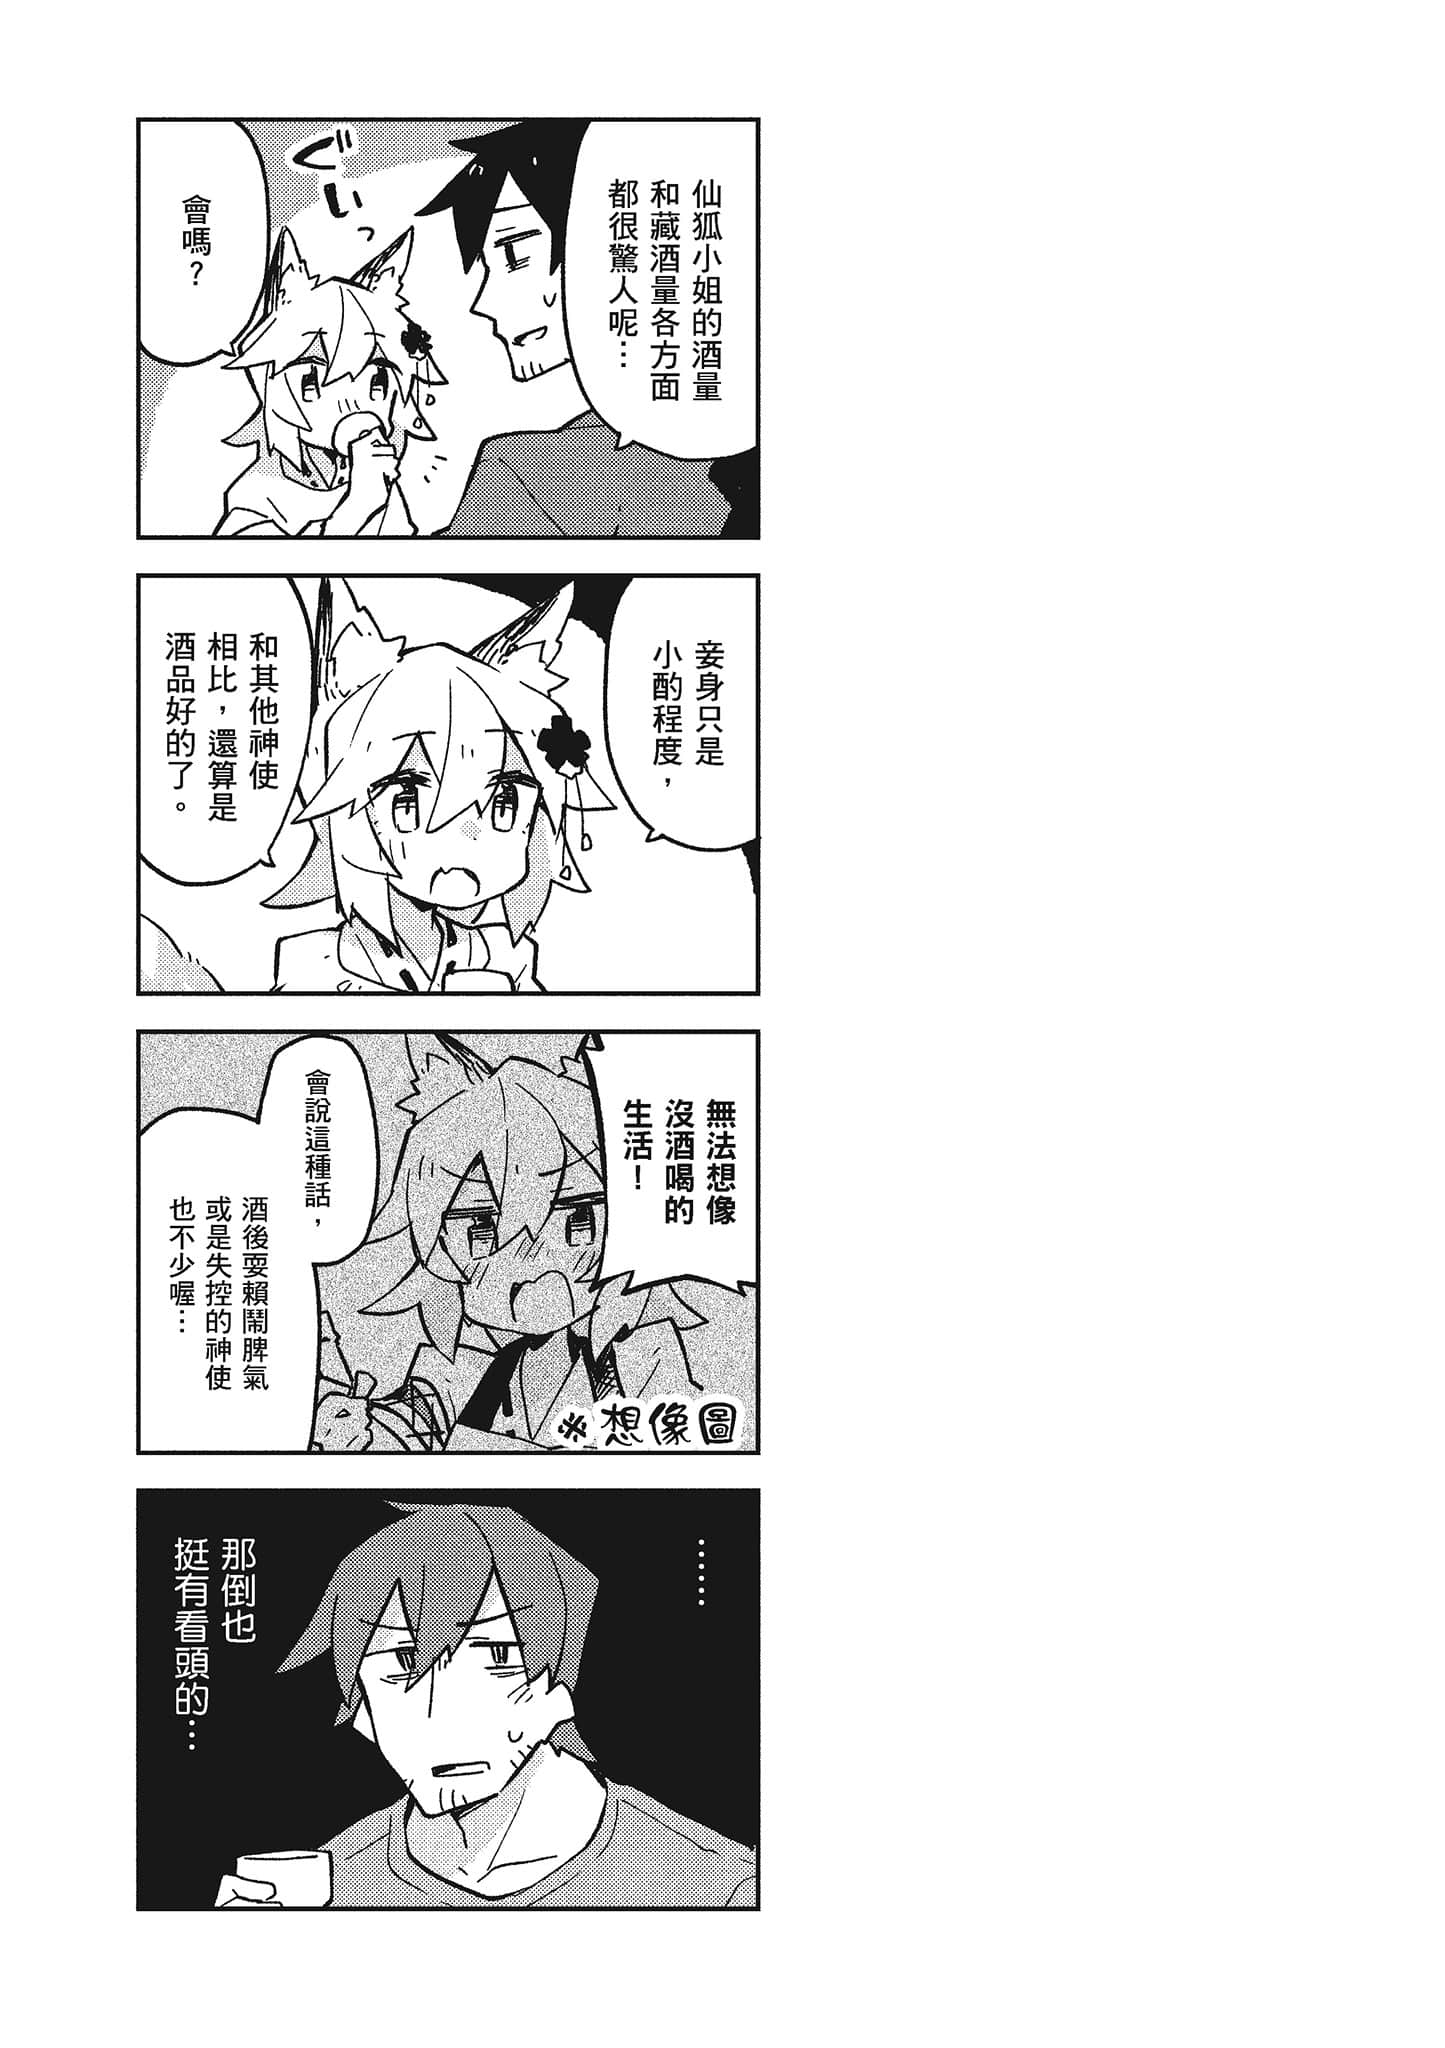 仙狐小姐的酒量
和藏酒量各方面
都很驚人呢…
ぐいっ
會嗎？
妾身只是
小酌程度，
和其他神使
相比，還算是
酒品好的了。
無法想像
沒酒喝的
生活！
※想像圖
會說這種話，
酒後耍賴鬧脾氣
或是失控的神使
也不少喔…
……
那倒也
挺有看頭的…